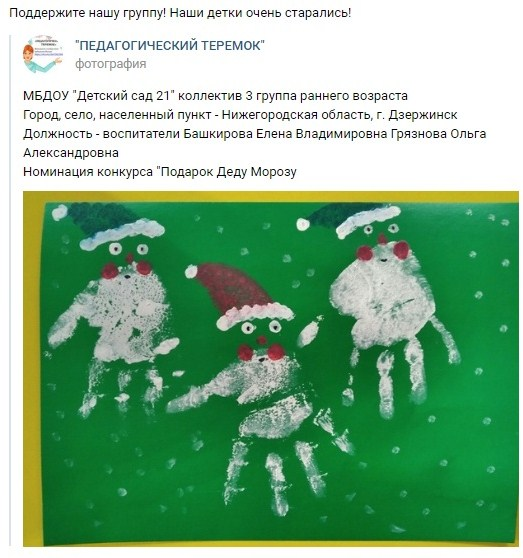 Поддержите нашу группу! Наши детки очень старались!
"ПЕДАГОГИЧЕСКИЙ ТЕРЕМОК"
фотография
МБДОУ "Детский сад 21" коллектив 3 группа раннего возраста
Город, село, населенный пункт - Нижегородская область, г. Дзержинск
Должность - воспитатели Башкирова Елена Владимировна Грязнова Ольга
Александровна
Номинация конкурса "Подарок Деду Морозу